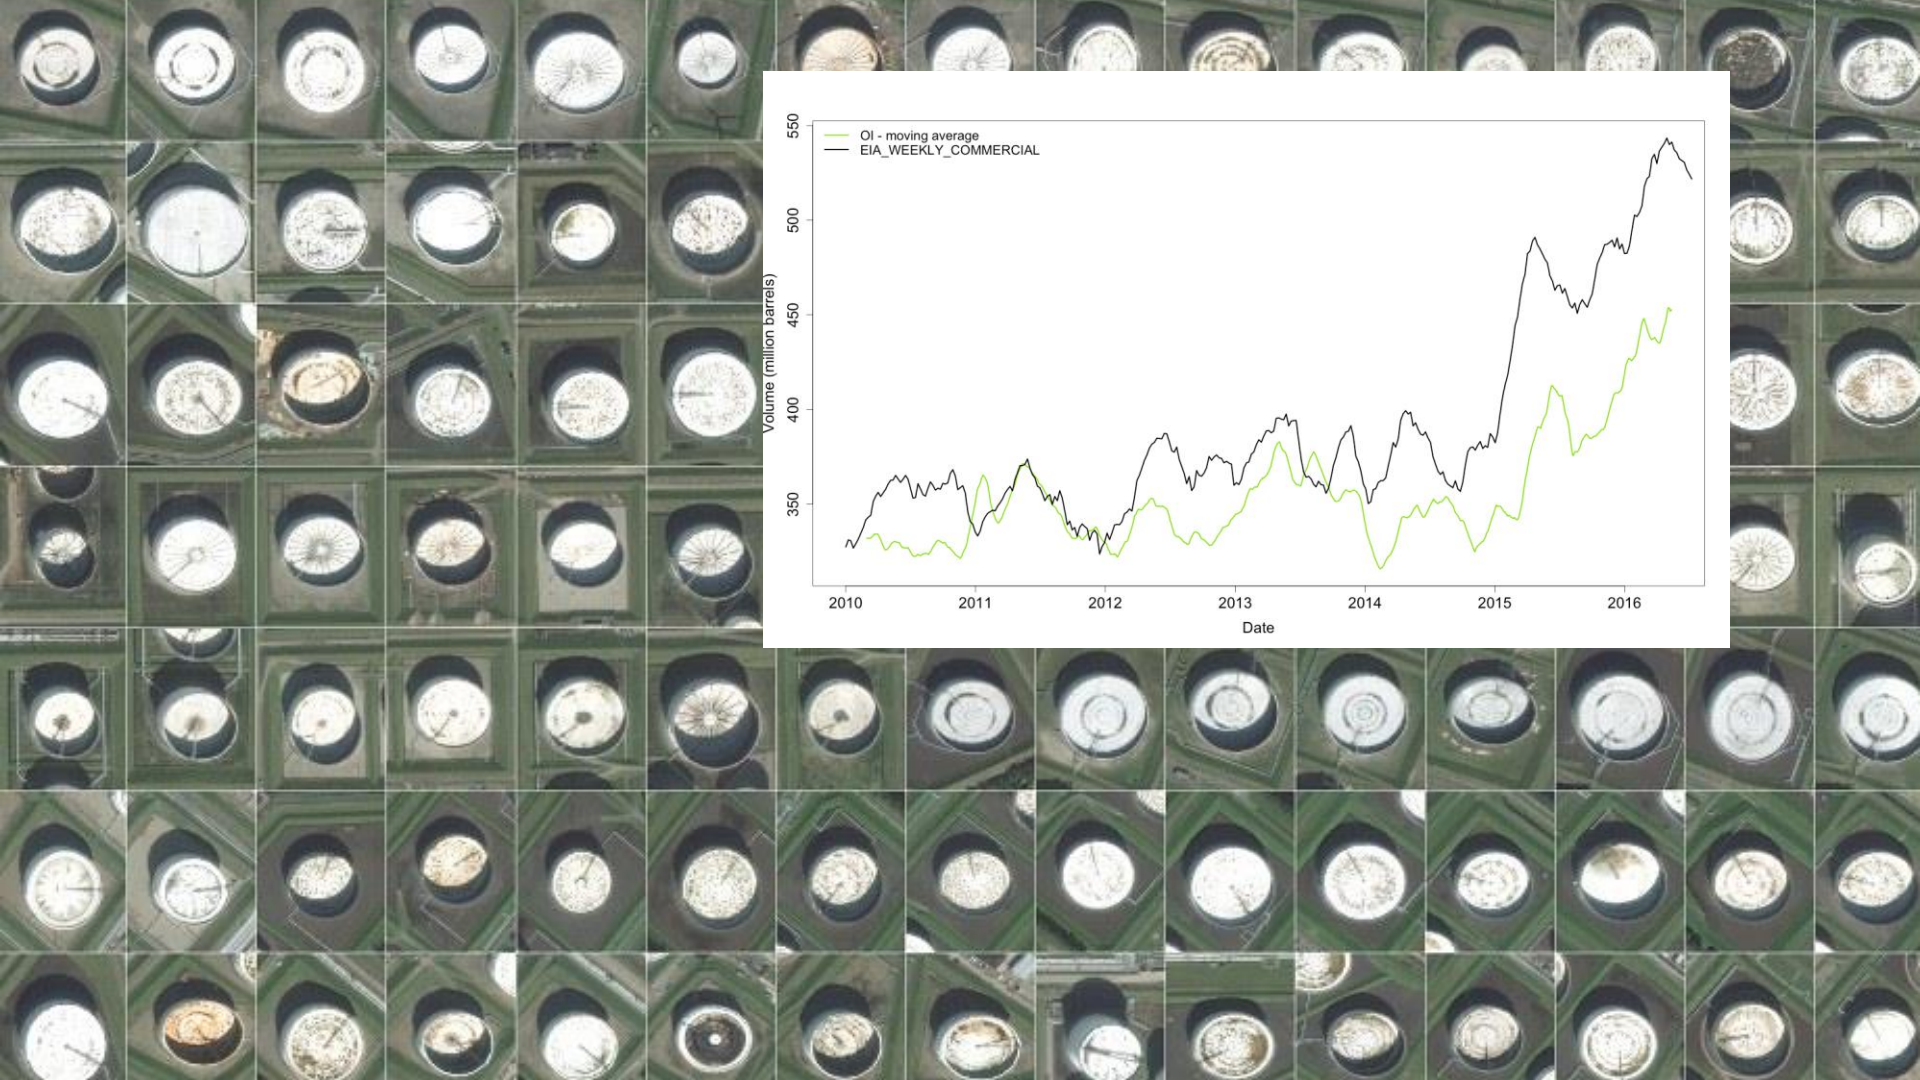 OI - moving average
EIA_WEEKLY_COMMERCIAL
550
500
450
400
350
Volume (million barrels)
2010 2011 2012 2013 2014 2015 2016
Date